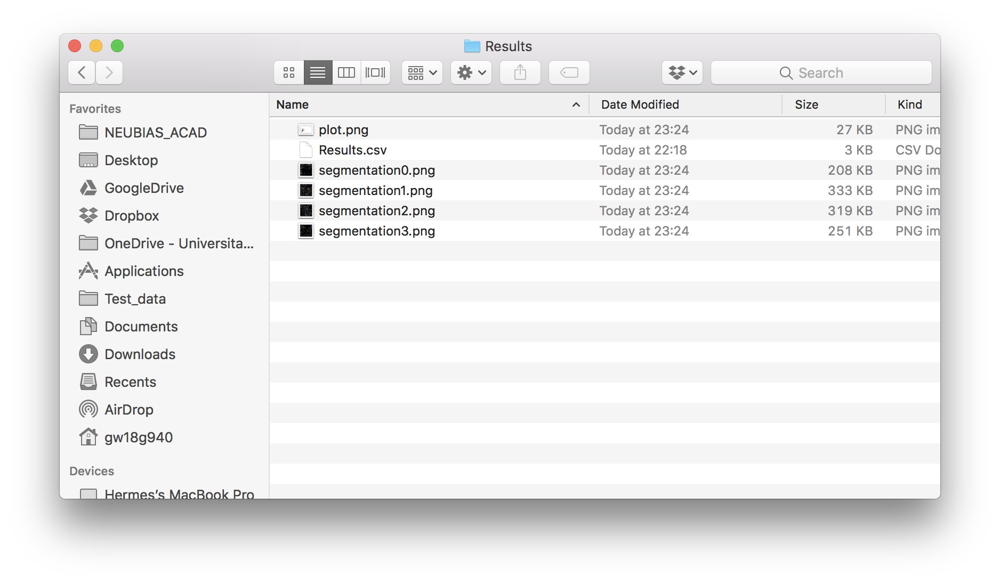 Results
Search
Favorites
NEUBIAS_ACAD
Desktop
GoogleDrive
Dropbox
OneDrive - Universita...
Applications
Test_data
Documents
Downloads
Recents
AirDrop
gw18g940
Devices
Hermes's MacBook Pro
Name Date Modified Size Kind
plot.png Today at 23:24 27 KB PNG im
Results.csv Today at 22:18 3 KB CSV Do
segmentation0.png Today at 23:24 208 KB PNG im
segmentation1.png Today at 23:24 333 KB PNG im
segmentation2.png Today at 23:24 319 KB PNG im
segmentation3.png Today at 23:24 251 KB PNG im